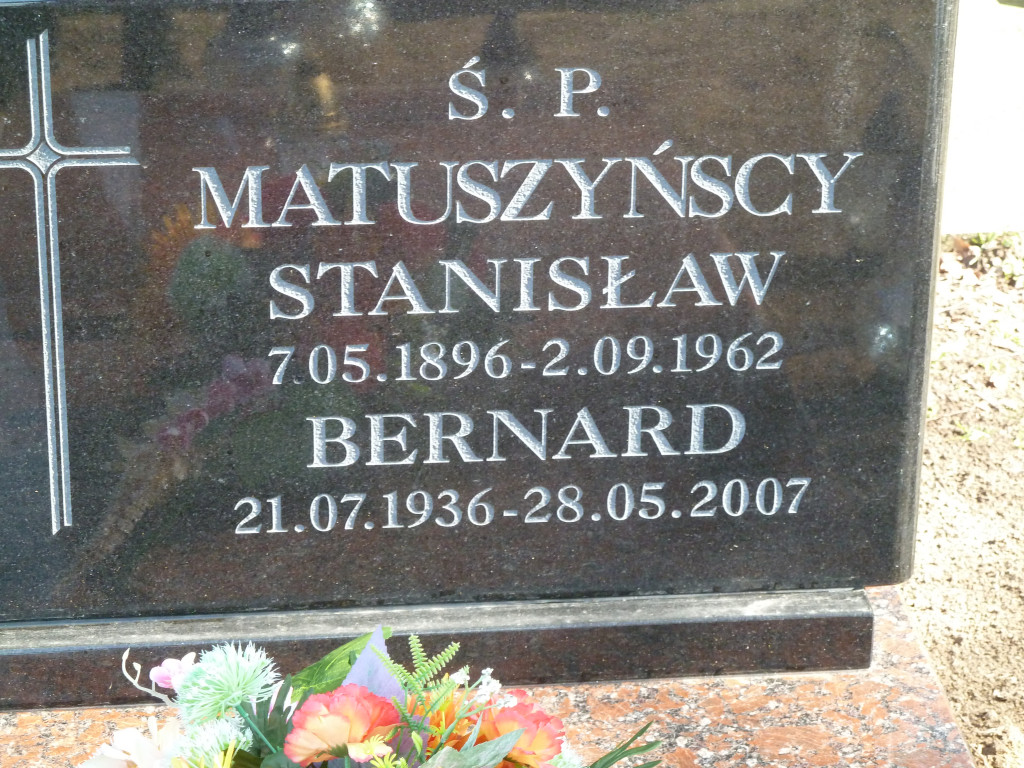 Ś. P.
MATUSZYŃSCY
STANISŁAW
7.05.1896-2.09.1962
BERNARD
21.07.1936-28.05.2007